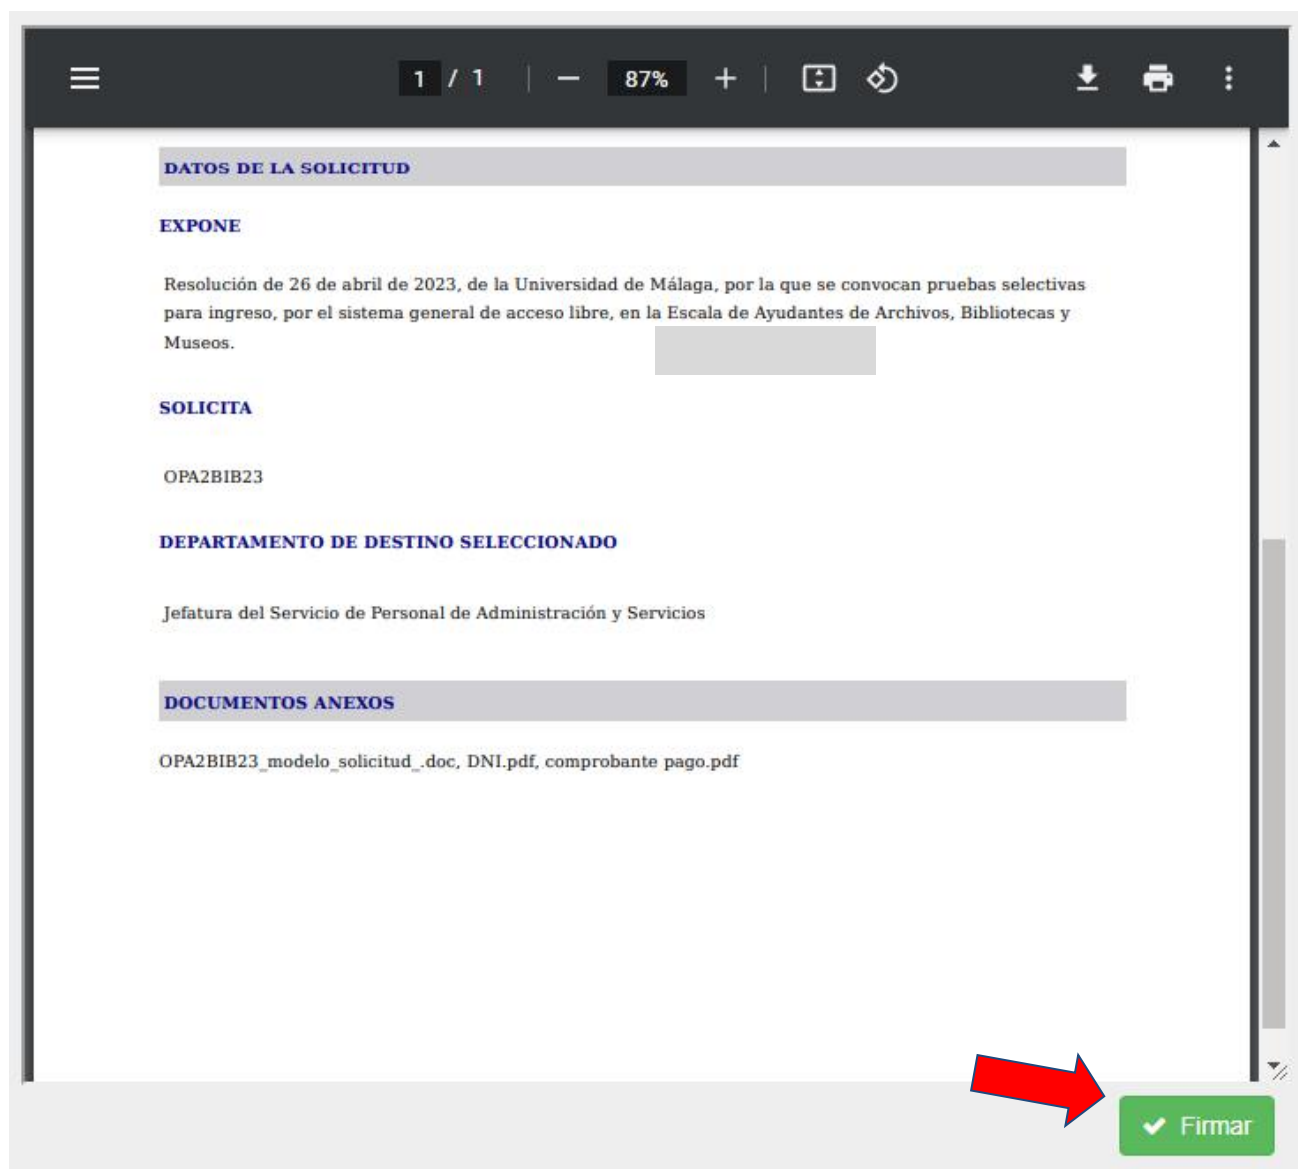 1 / 1 87%
DATOS DE LA SOLICITUD
EXPONE
Resolución de 26 de abril de 2023, de la Universidad de Málaga, por la que se convocan pruebas selectivas
para ingreso, por el sistema general de acceso libre, en la Escala de Ayudantes de Archivos, Bibliotecas y
Museos.
SOLICITA
OPA2BIB23
DEPARTAMENTO DE DESTINO SELECCIONADO
Jefatura del Servicio de Personal de Administración y Servicios
DOCUMENTOS ANEXOS
OPA2BIB23_modelo_solicitud_.doc, DNI.pdf, comprobante pago.pdf
Firmar